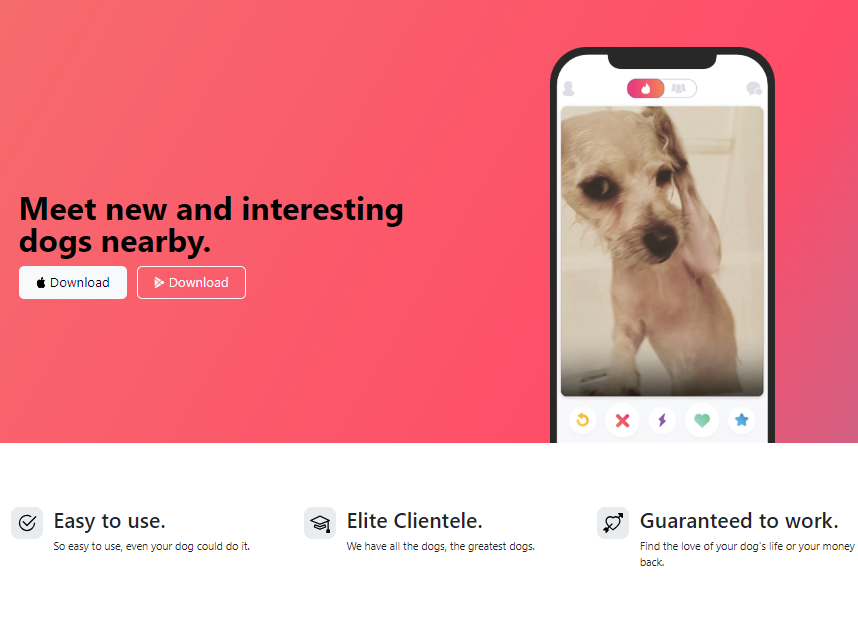 Meet new and interesting
dogs nearby.
Download
Download
Easy to use.
So easy to use, even your dog could do it.
Elite Clientele.
We have all the dogs, the greatest dogs.
Guaranteed to work.
Find the love of your dog's life or your money
back.